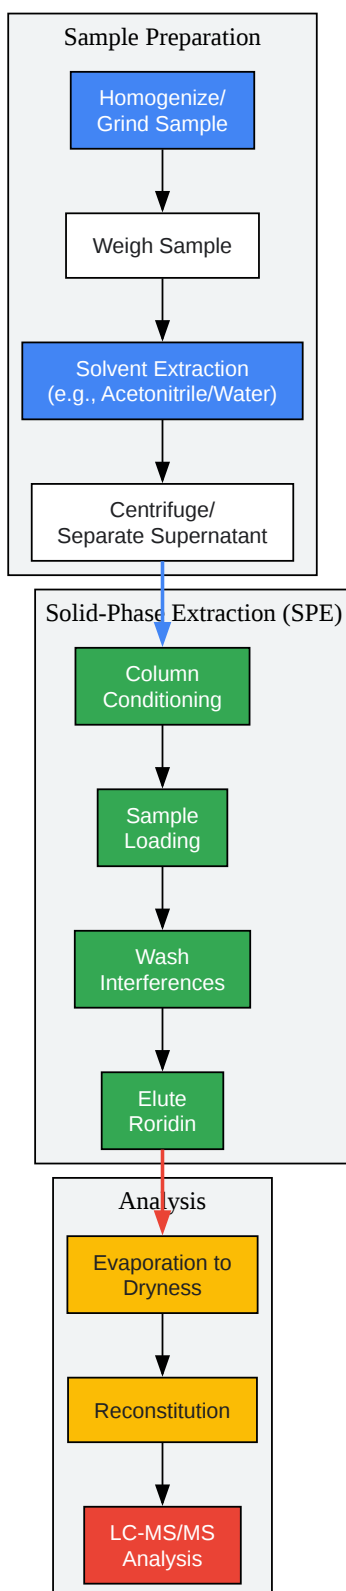 Sample Preparation
Homogenize/
Grind Sample
Weigh Sample
Solvent Extraction
(e.g., Acetonitrile/Water)
Centrifuge/
Separate Supernatant
Solid-Phase Extraction (SPE)
Column
Conditioning
Sample
Loading
Wash
Interferences
Elute
Roridin
Analysis
Evaporation to
Dryness
Reconstitution
LC-MS/MS
Analysis